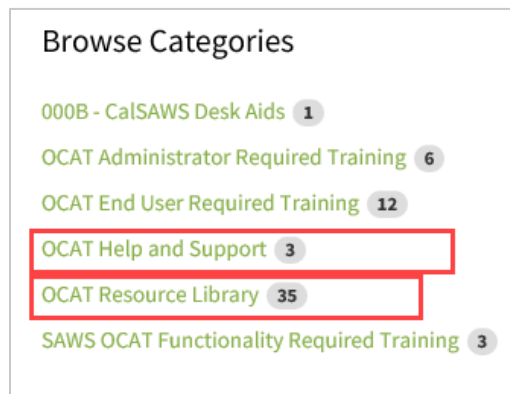 Browse Categories
000B - CalSAWS Desk Aids 1
OCAT Administrator Required Training 6
OCAT End User Required Training 12
OCAT Help and Support 3
OCAT Resource Library 35
SAWS OCAT Functionality Required Training 3